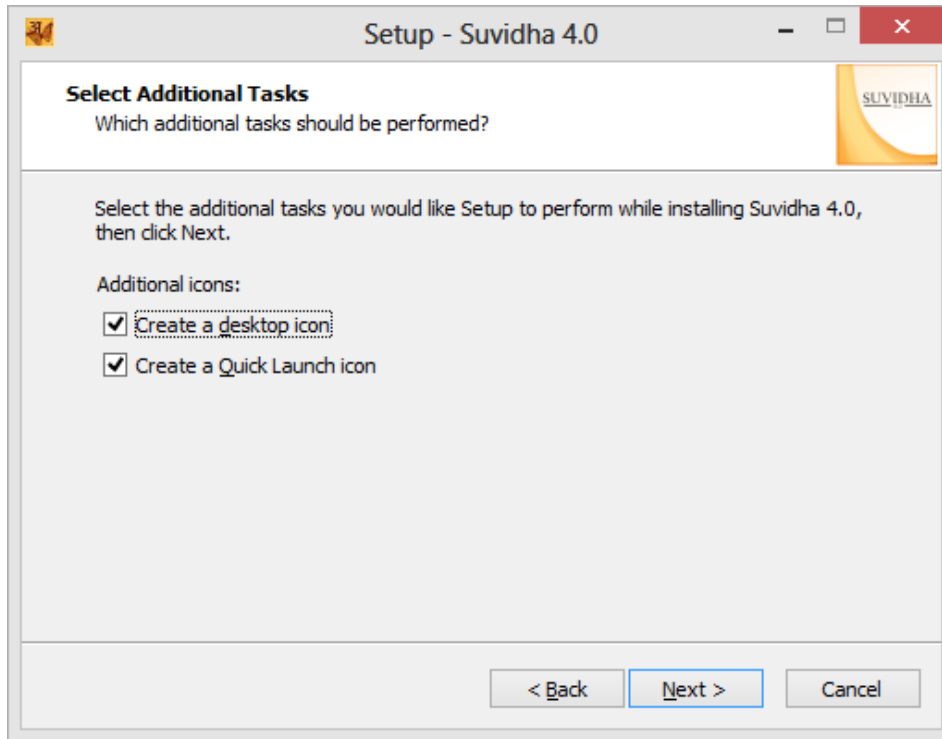 Setup - Suvidha 4.0
Select Additional Tasks
Which additional tasks should be performed?
SUVIDHA
Select the additional tasks you would like Setup to perform while installing Suvidha 4.0,
then click Next.
Additional icons:
Create a desktop icon
Create a Quick Launch icon
< Back
Next >
Cancel